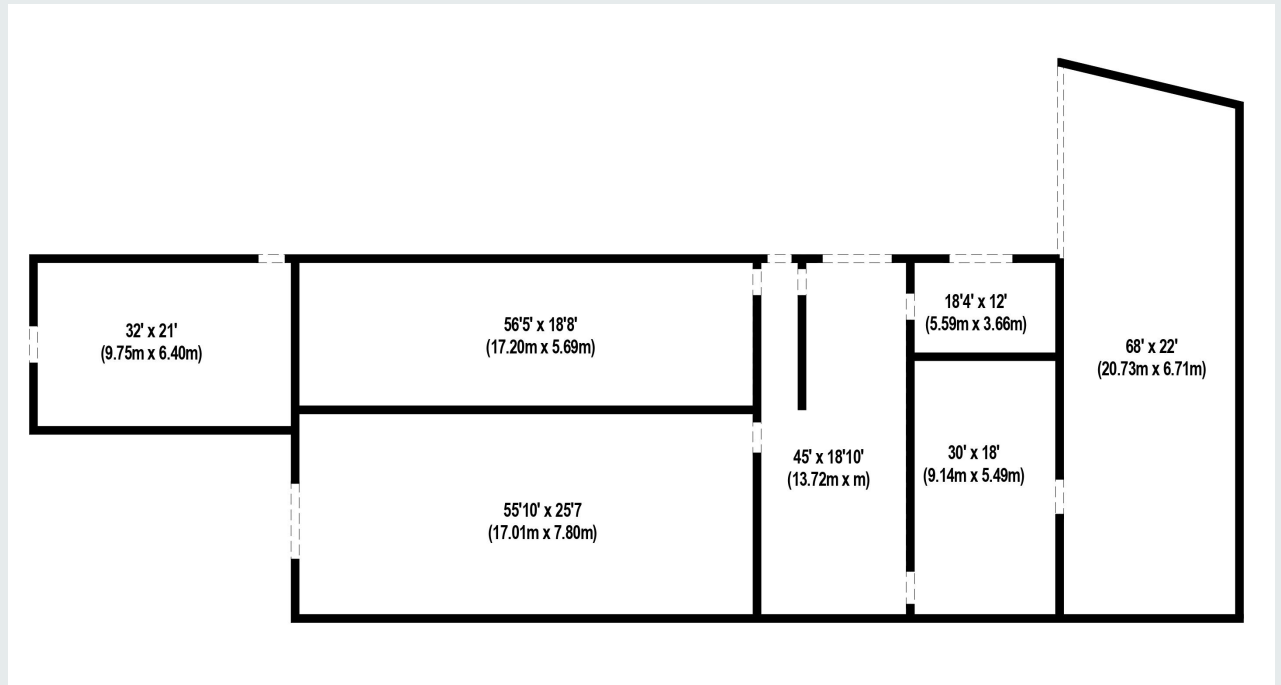 32' x 21'
(9.75m x 6.40m)
56'5' x 18'8'
(17.20m x 5.69m)
18'4' x 12'
(5.59m x 3.66m)
68' x 22'
(20.73m x 6.71m)
45' x 18'10'
(13.72m x m)
30' x 18'
(9.14m x 5.49m)
55'10' x 25'7
(17.01m x 7.80m)